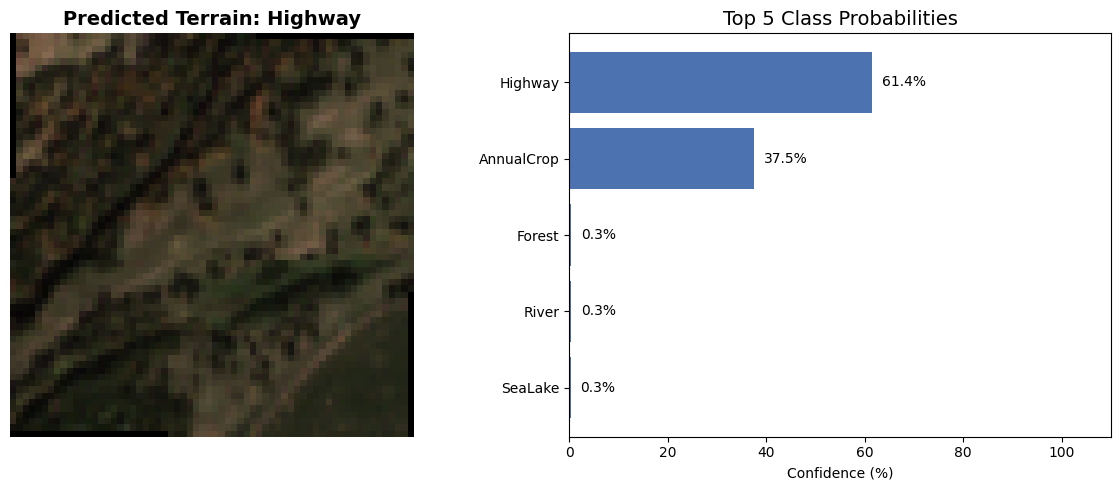 Predicted Terrain: Highway
Top 5 Class Probabilities
Highway
61.4%
AnnualCrop
37.5%
Forest
0.3%
River
0.3%
SeaLake
0.3%
0 20 40 60 80 100
Confidence (%)